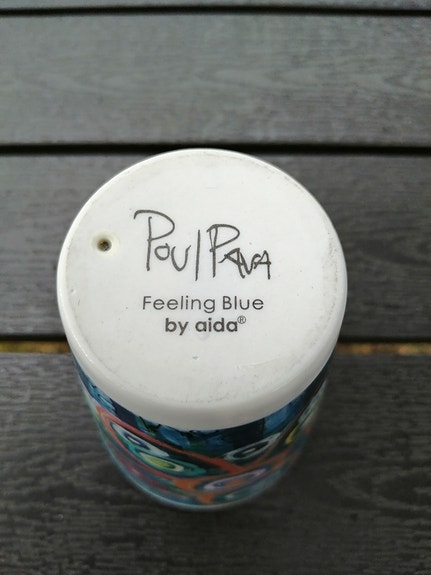 Poul Pava
Feeling Blue
by aida®